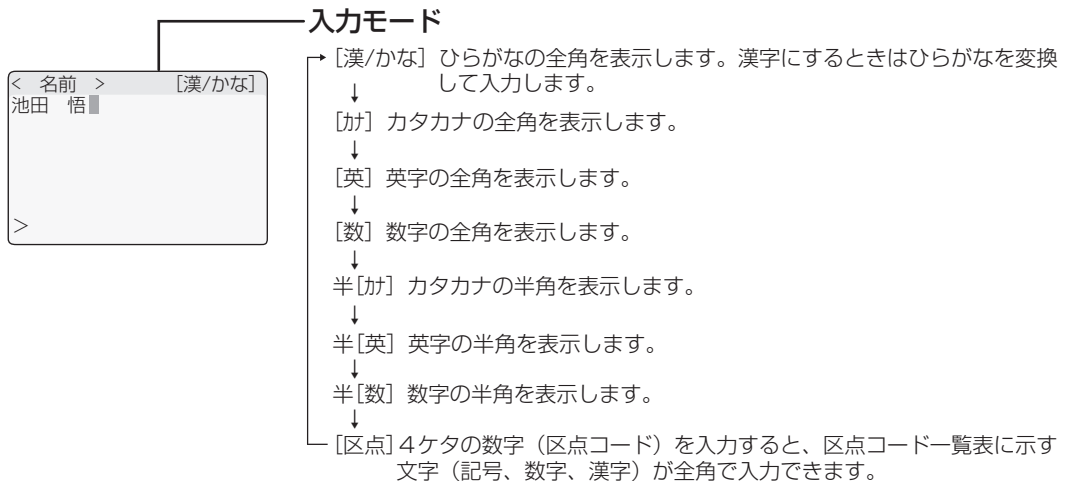 入力モード
[漢/かな] ひらがなの全角を表示します。漢字にするときはひらがなを変換
して入力します。
< 名前 > [漢/かな]
池田 悟
>
[ｶﾅ] カタカナの全角を表示します。
[英] 英字の全角を表示します。
[数] 数字の全角を表示します。
半[ｶﾅ] カタカナの半角を表示します。
半[英] 英字の半角を表示します。
半[数] 数字の半角を表示します。
[区点]４ケタの数字（区点コード）を入力すると、区点コード一覧表に示す
文字（記号、数字、漢字）が全角で入力できます。